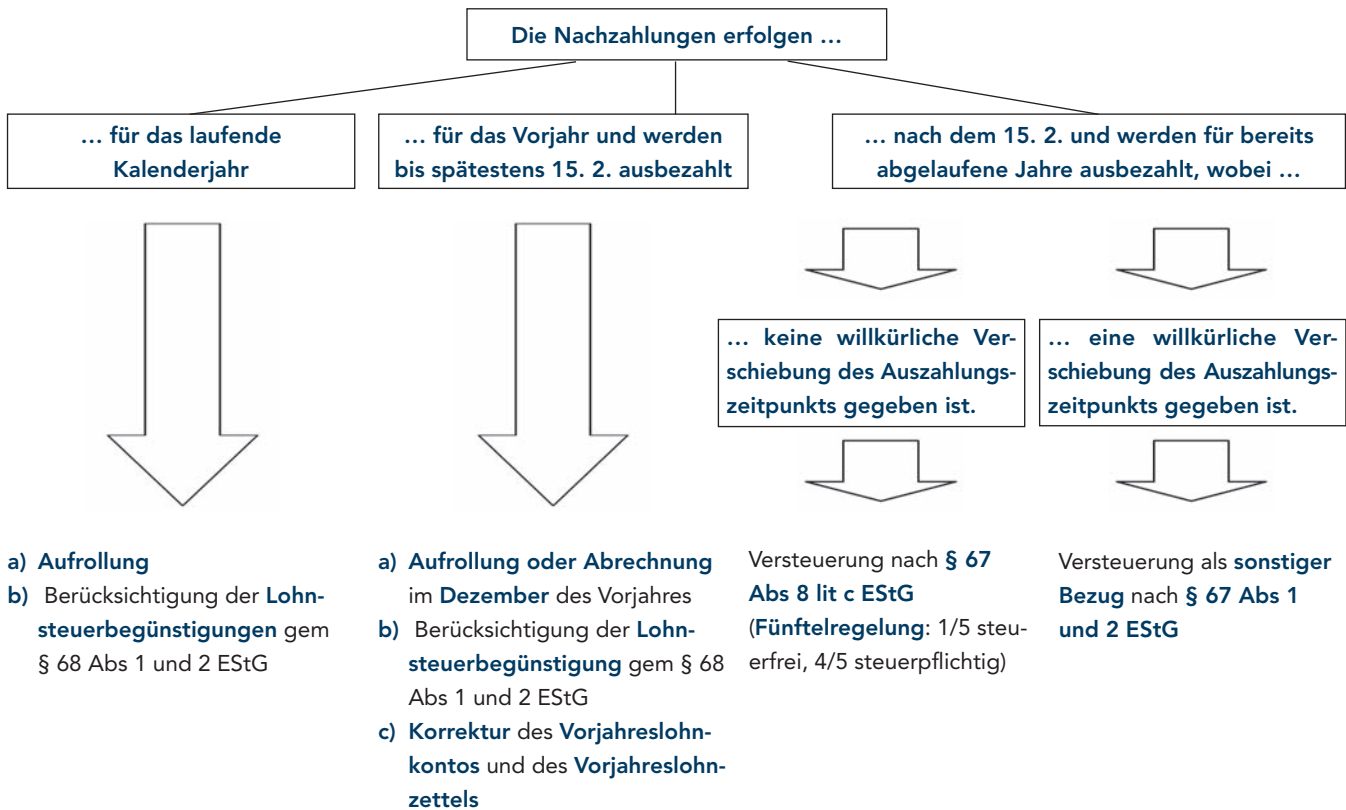 Die Nachzahlungen erfolgen …
… für das laufende
Kalenderjahr
… für das Vorjahr und werden
bis spätestens 15. 2. ausbezahlt
… nach dem 15. 2. und werden für bereits
abgelaufene Jahre ausbezahlt, wobei …
… keine willkürliche Ver-
schiebung des Auszahlungs-
zeitpunkts gegeben ist.
… eine willkürliche Ver-
schiebung des Auszahlungs-
zeitpunkts gegeben ist.
a) Aufrollung
b) Berücksichtigung der Lohn-
steuerbegünstigungen gem
§ 68 Abs 1 und 2 EStG
a) Aufrollung oder Abrechnung
im Dezember des Vorjahres
b) Berücksichtigung der Lohn-
steuerbegünstigung gem § 68
Abs 1 und 2 EStG
c) Korrektur des Vorjahreslohn-
kontos und des Vorjahreslohn-
zettels
Versteuerung nach § 67
Abs 8 lit c EStG
(Fünftelregelung: 1/5 steu-
erfrei, 4/5 steuerpflichtig)
Versteuerung als sonstiger
Bezug nach § 67 Abs 1
und 2 EStG